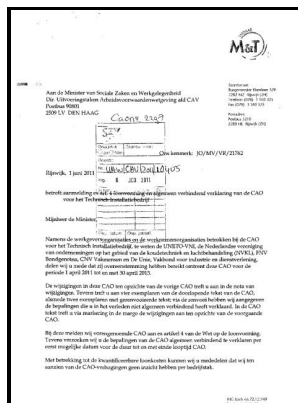 M&T
Aan de Minister van Sociale Zaken en Werkgelegenheid
Dir. Uitvoeringstaken Arbeidsvoorwaardenwetgeving afd CAV
Postbus 90801
2509 LV DEN HAAG
Ons kenmerk: JO/MV/VR/21762
Rijswijk, 1 juni 2011
betreft aanmelding ex art. 4 loonvorming en algemeen verbindend verklaring van de CAO
voor het Technisch Installatiebedrijf
Mijnheer de Minister,
Namens de werkgeversorganisaties en de werknemersorganisaties betrokken bij de CAO
voor het Technisch Installatiebedrijf, te weten de UNETO-VNI, de Nederlandse vereniging
van ondernemingen op het gebied van de koudetechniek en luchtbehandeling (NVKL), FNV
Bondgenoten, CNV Vakmensen en De Unie, Vakbond voor industrie en dienstverlening,
delen wij u mede dat zij overeenstemming hebben bereikt omtrent deze CAO voor de
periode 1 april 2011 tot en met 30 april 2013.
De wijzigingen in deze CAO ten opzichte van de vorige CAO treft u aan in de nota van
wijzigingen. Tevens treft u aan vier exemplaren van de doorlopende tekst van de CAO,
alsmede twee exemplaren met genummerde tekst; via de annvort hebben wij aangegeven
de bepalingen die u in het verleden niet algemeen verbindend heeft verklaard. In de CAO
tekst treft u via markering in de marge de wijzigingen aan ten opzichte van de voorgaande
CAO.
Bij deze melden wij vorengenoemde CAO aan ex artikel 4 van de Wet op de loonvorming.
Tevens verzoeken wij u de bepalingen van de CAO algemeen verbindend te verklaren per
eerst mogelijke datum voor de duur tot en met einde looptijd CAO.
Met betrekking tot de kwantificeerbare loonkosten kunnen wij u mededelen dat wij ten
aanzien van de CAO-verhogingen geen inzicht hebben per bedrijfstak.